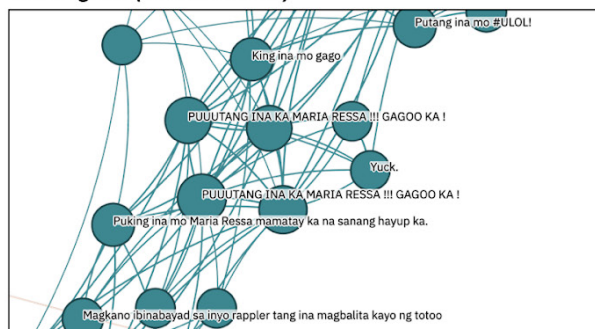 Putang ina mo #ULOL!
King ina mo gago
PUUUTANG INA KA MARIA RESSA !!! GAGOO KA !
Yuck.
PUUUTANG INA KA MARIA RESSA !!! GAGOO KA !
Puking ina mo Maria Ressa mamatay ka na sanang hayup ka.
Magkano ibinabayad sa inyo rappler tang ina magbalita kayo ng totoo